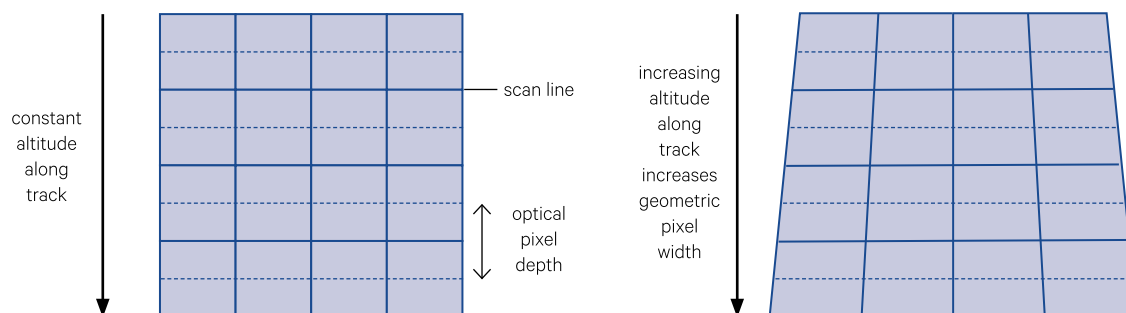 constant
altitude
along
track
scan line
optical
pixel
depth
increasing
altitude
along
track
increases
geometric
pixel
width